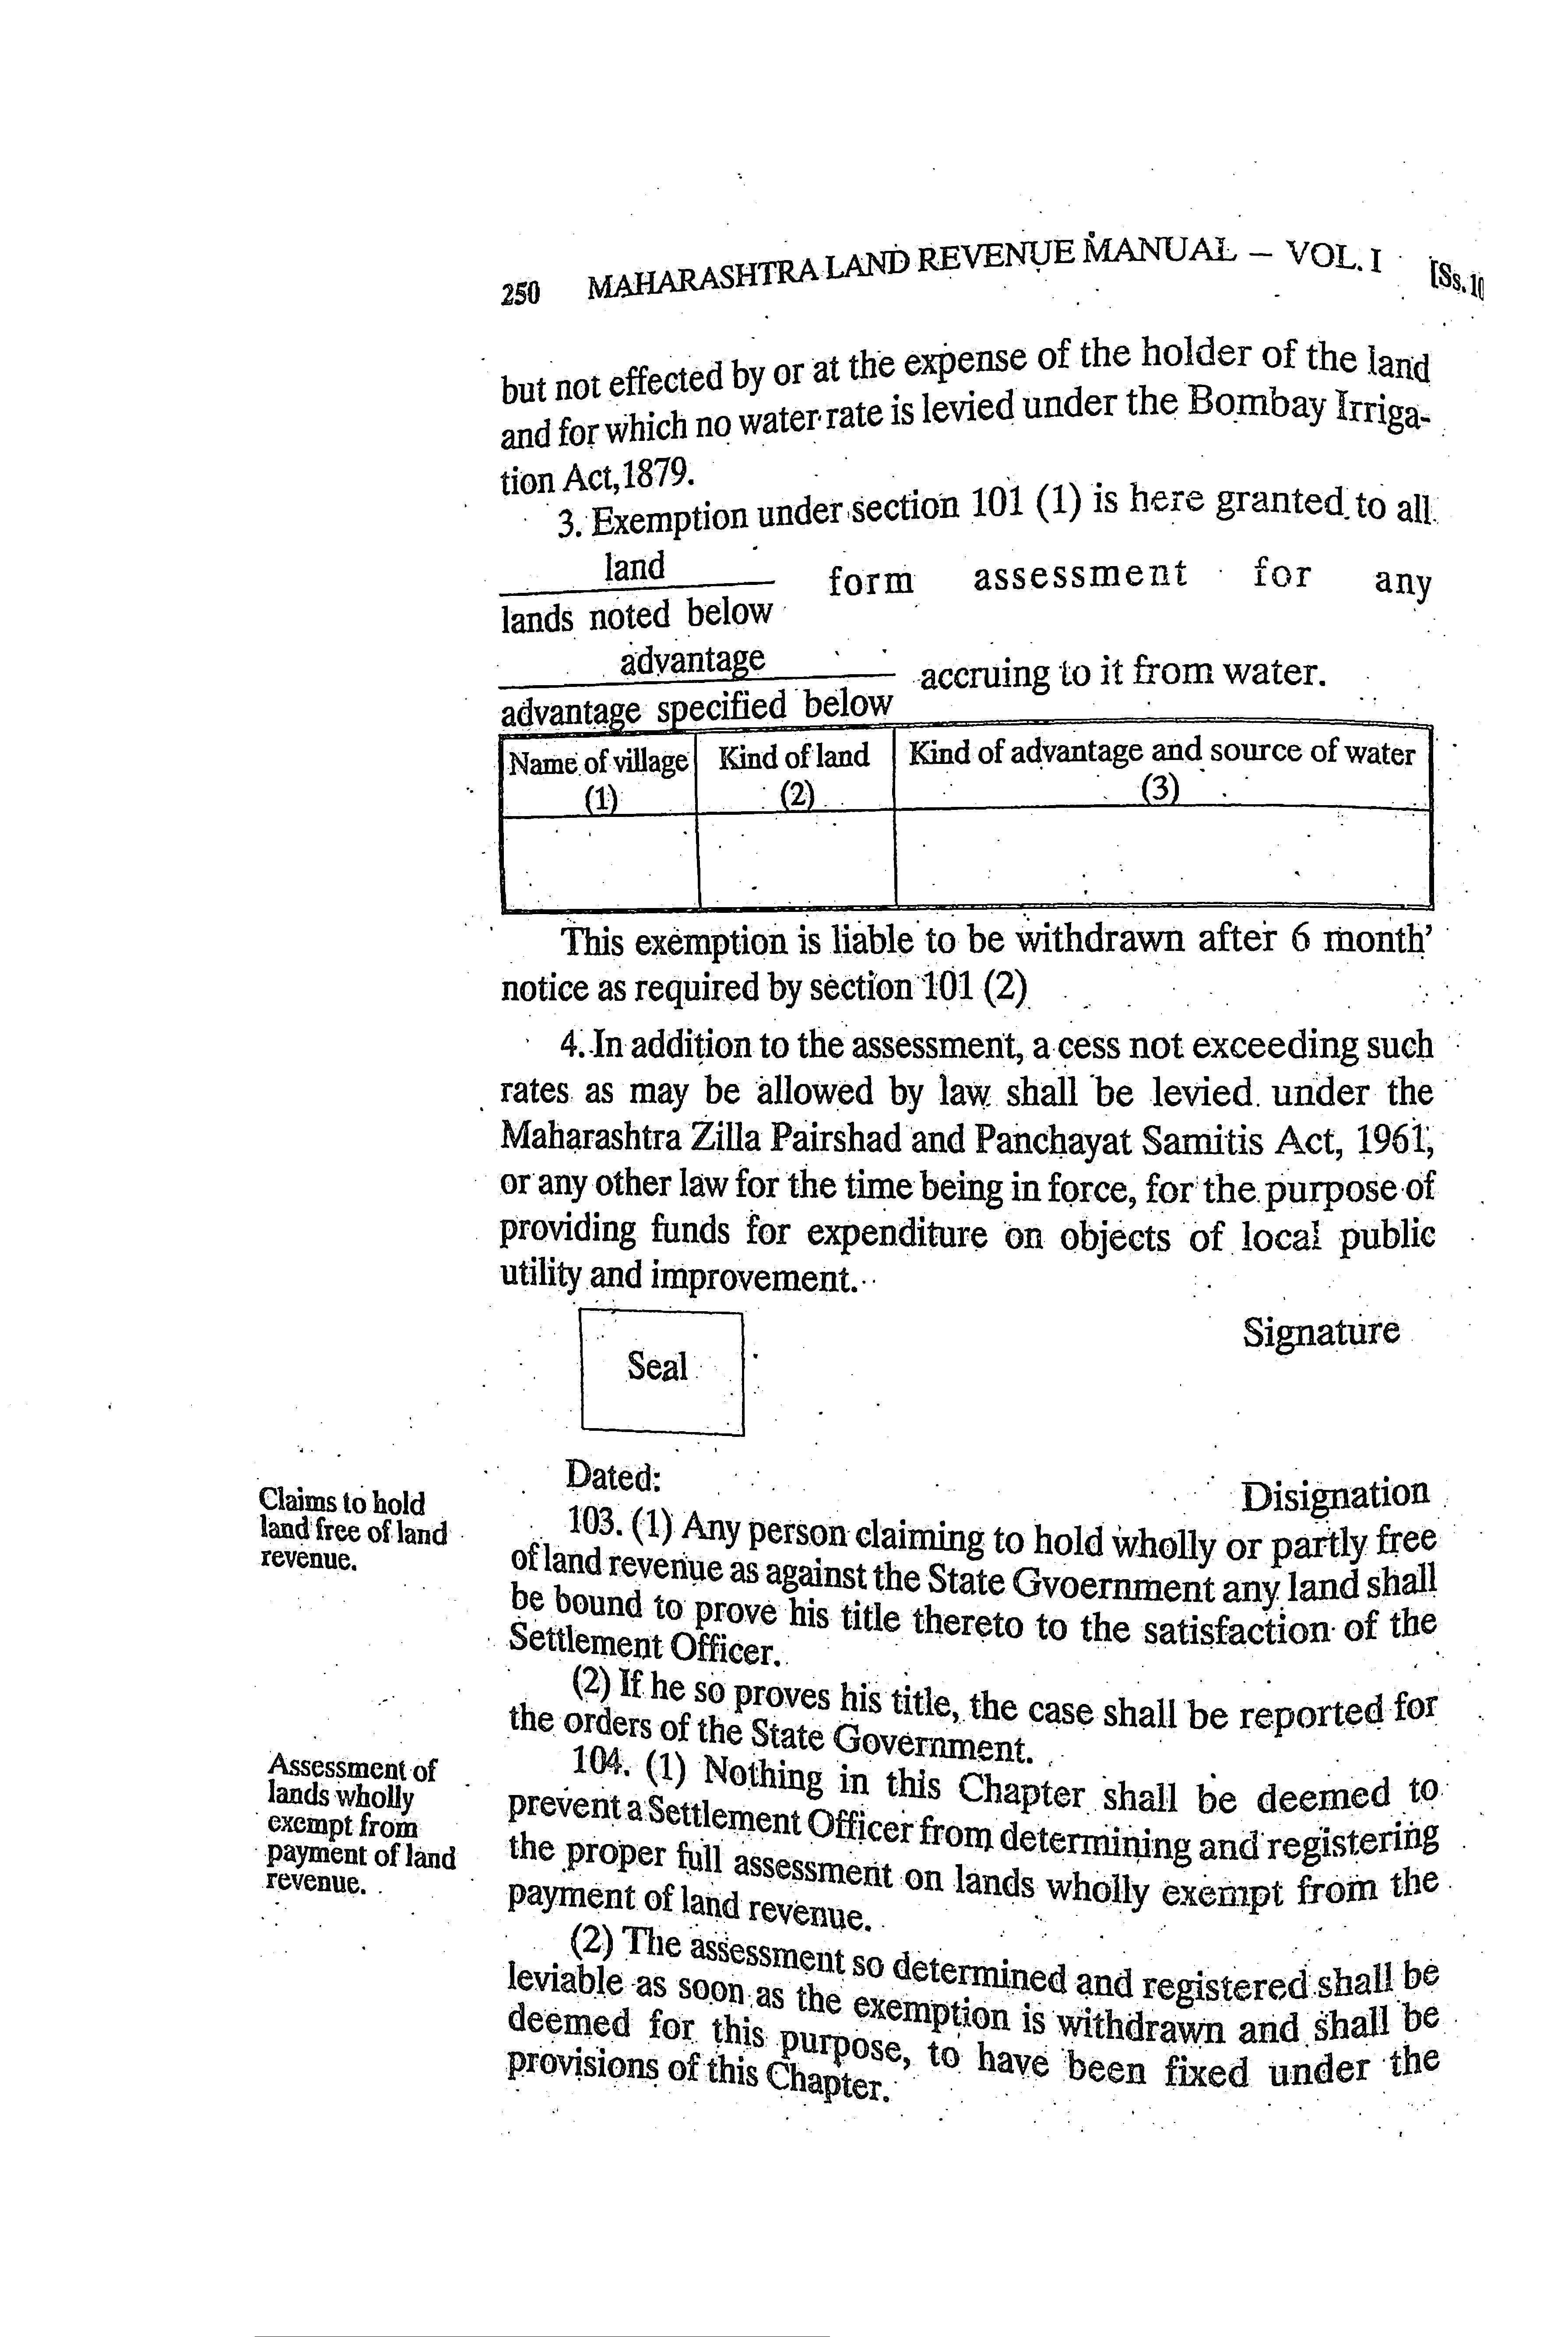 250 MAHARASHTRA LAND REVENUE MANUAL – VOL. I [Ss. 10
but not effected by or at the expense of the holder of the land
and for which no water rate is levied under the Bombay Irriga-
tion Act,1879.
3. Exemption under section 101 (1) is here granted to all
land
lands noted below
form assessment for any
advantage
advantage specified below
accruing to it from water.
Name of village Kind of land Kind of advantage and source of water
(1) (2) (3)
This exemption is liable to be withdrawn after 6 month'
notice as required by section 101 (2)
4. In addition to the assessment, a cess not exceeding such
rates as may be allowed by law shall be levied under the
Maharashtra Zilla Pairshad and Panchayat Samitis Act, 1961,
or any other law for the time being in force, for the purpose of
providing funds for expenditure on objects of local public
utility and improvement.
Signature
Seal
Dated:
Disignation
Claims to hold
land free of land
revenue.
103. (1) Any person claiming to hold wholly or partly free
of land revenue as against the State Gvoernment any land shall
be bound to prove his title thereto to the satisfaction of the
Settlement Officer.
(2) If he so proves his title, the case shall be reported for
the orders of the State Government.
Assessment of
lands wholly
exempt from
payment of land
revenue.
104. (1) Nothing in this Chapter shall be deemed to
prevent a Settlement Officer from determining and registering
the proper full assessment on lands wholly exempt from the
payment of land revenue.
(2) The assessment so determined and registered shall be
leviable as soon as the exemption is withdrawn and shall be
deemed for this purpose, to have been fixed under the
provisions of this Chapter.